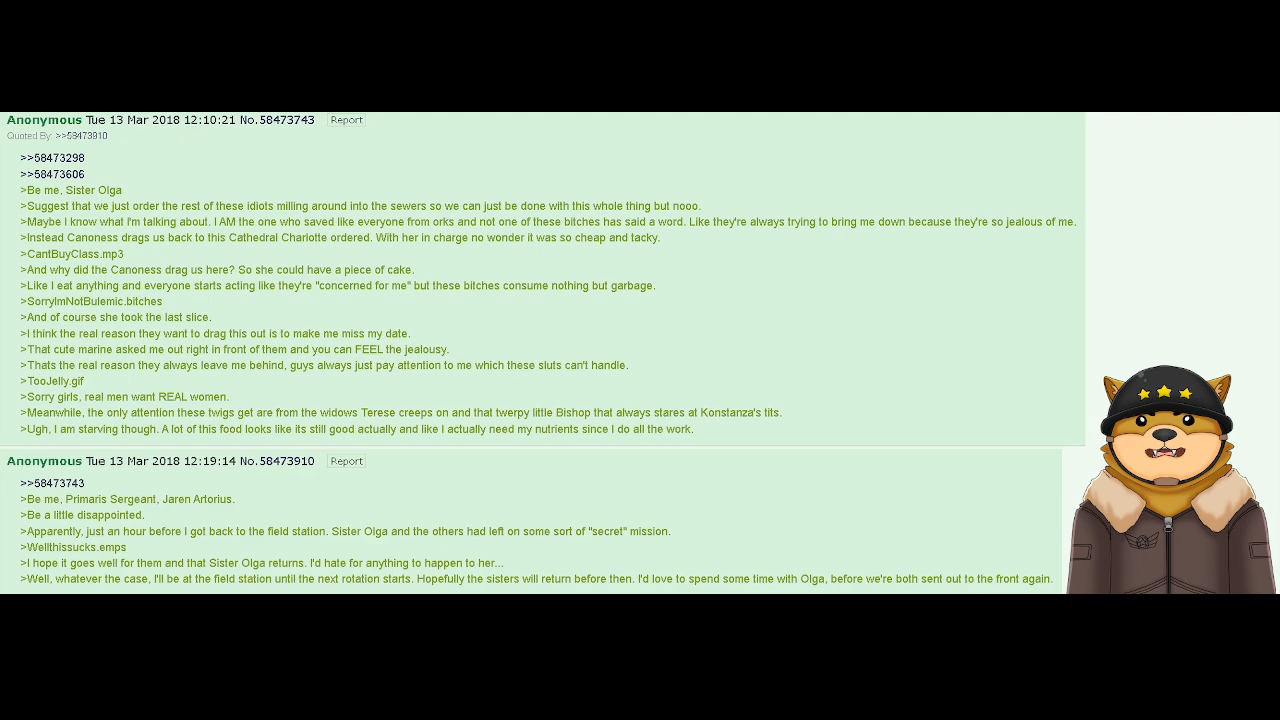 Anonymous Tue 13 Mar 2018 12:10:21 No.58473743 Report
Quoted By: >>58473910
>>58473298
>>58473606
>Be me, Sister Olga
>Suggest that we just order the rest of these idiots milling around into the sewers so we can just be done with this whole thing but nooo.
>Maybe I know what I'm talking about. I AM the one who saved like everyone from orks and not one of these bitches has said a word. Like they're always trying to bring me down because they're so jealous of me.
>Instead Canoness drags us back to this Cathedral Charlotte ordered. With her in charge no wonder it was so cheap and tacky.
>CantBuyClass.mp3
>And why did the Canoness drag us here? So she could have a piece of cake.
>Like I eat anything and everyone starts acting like they're "concerned for me" but these bitches consume nothing but garbage.
>SorryImNotBulemic.bitches
>And of course she took the last slice.
>I think the real reason they want to drag this out is to make me miss my date.
>That cute marine asked me out right in front of them and you can FEEL the jealousy.
>Thats the real reason they always leave me behind, guys always just pay attention to me which these sluts can't handle.
>TooJelly.gif
>Sorry girls, real men want REAL women.
>Meanwhile, the only attention these twigs get are from the widows Terese creeps on and that twerpy little Bishop that always stares at Konstanza's tits.
>Ugh, I am starving though. A lot of this food looks like its still good actually and like I actually need my nutrients since I do all the work.
Anonymous Tue 13 Mar 2018 12:19:14 No.58473910 Report
>>58473743
>Be me, Primaris Sergeant, Jaren Artorius.
>Be a little disappointed.
>Apparently, just an hour before I got back to the field station. Sister Olga and the others had left on some sort of "secret" mission.
>Wellthissucks.emps
>I hope it goes well for them and that Sister Olga returns. I'd hate for anything to happen to her...
>Well, whatever the case, I'll be at the field station until the next rotation starts. Hopefully the sisters will return before then. I'd love to spend some time with Olga, before we're both sent out to the front again.